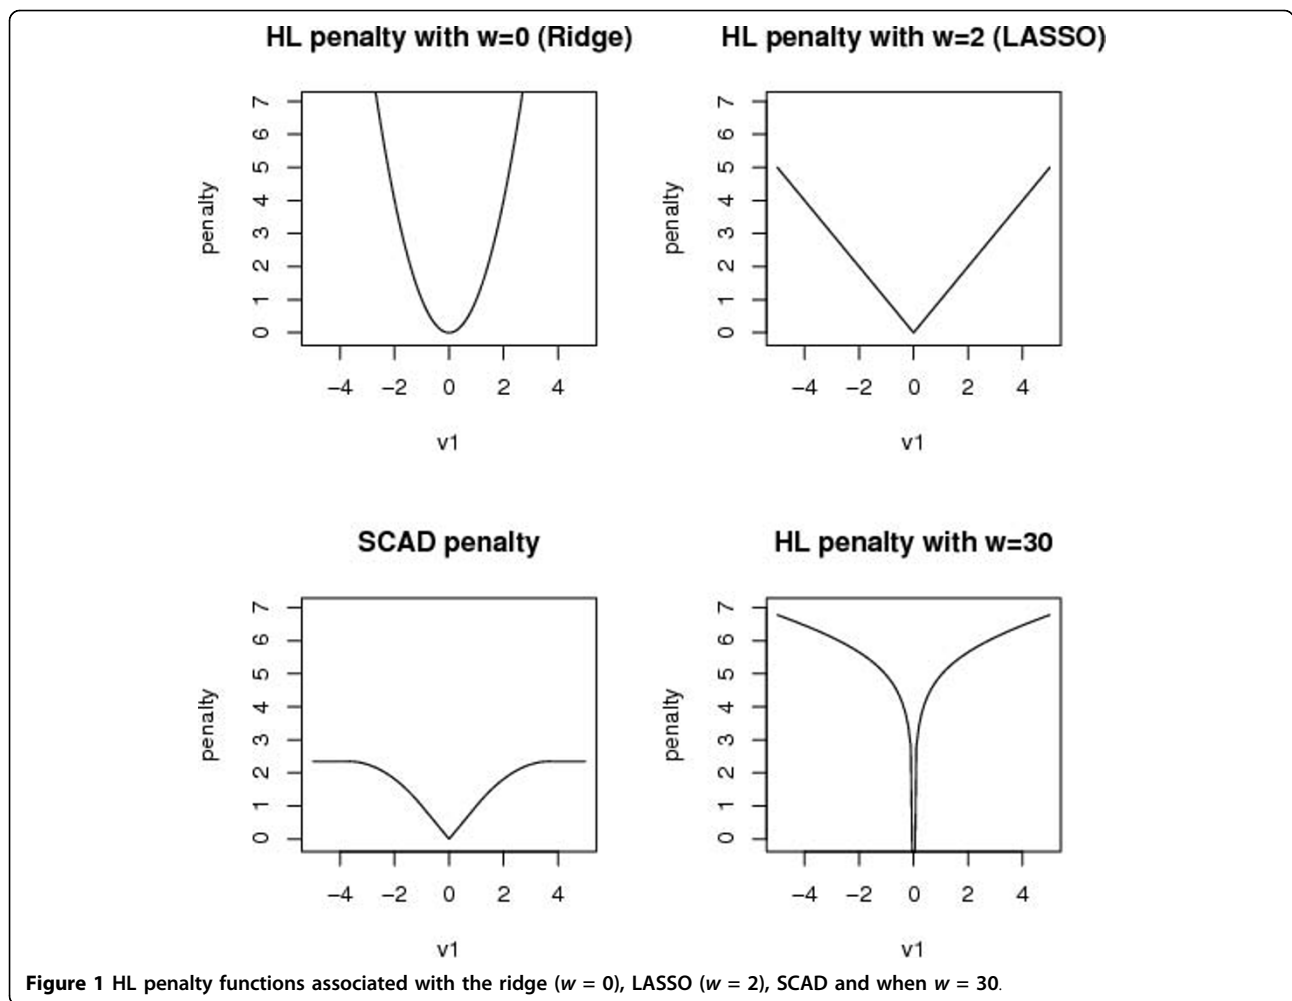 HL penalty with w=0 (Ridge)
7
6
5
4
3
2
1
0
penalty
−4 −2 0 2 4
v1
HL penalty with w=2 (LASSO)
7
6
5
4
3
2
1
0
penalty
−4 −2 0 2 4
v1
SCAD penalty
7
6
5
4
3
2
1
0
penalty
−4 −2 0 2 4
v1
HL penalty with w=30
7
6
5
4
3
2
1
0
penalty
−4 −2 0 2 4
v1
Figure 1 HL penalty functions associated with the ridge (w = 0), LASSO (w = 2), SCAD and when w = 30.